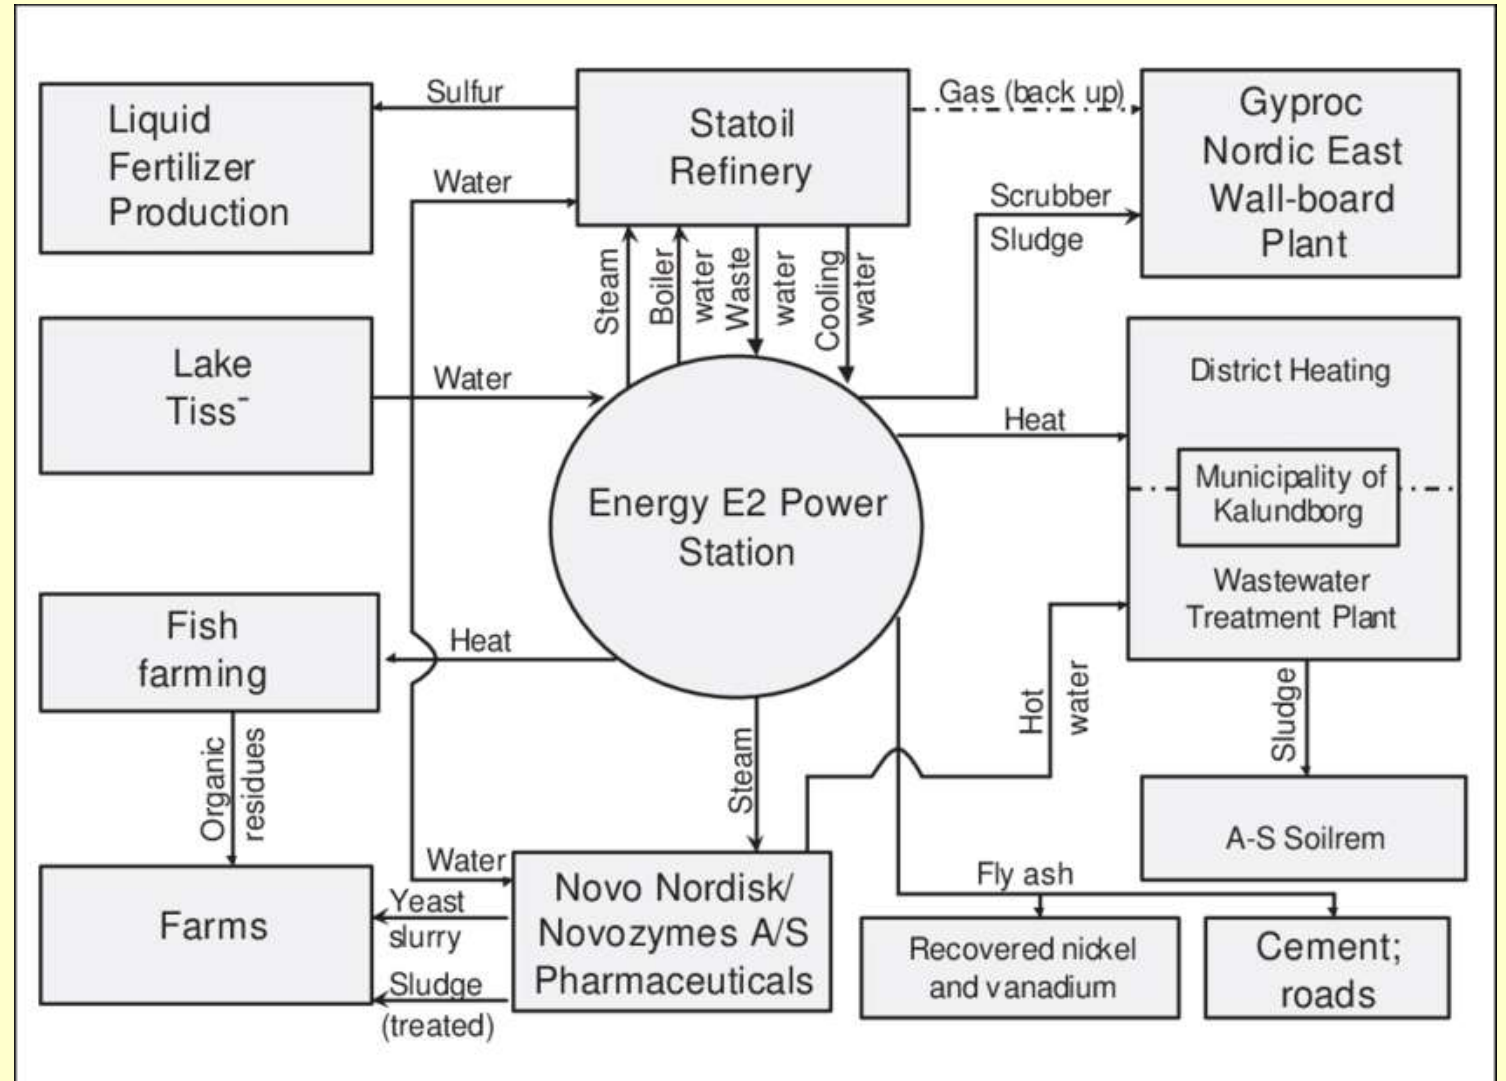 Liquid
Fertilizer
Production
Sulfur
Statoil
Refinery
Gas (back up)
Gyproc
Nordic East
Wall-board
Plant
Water
Scrubber
Sludge
Steam
Boiler
water
Waste
water
Cooling
water
Lake
Tiss¯
Water
District Heating
Heat
Municipality of
Kalundborg
Wastewater
Treatment Plant
Energy E2 Power
Station
Fish
farming
Heat
Organic
residues
Steam
Hot
water
Sludge
A-S Soilrem
Farms
Water
Yeast
slurry
Sludge
(treated)
Novo Nordisk/
Novozymes A/S
Pharmaceuticals
Fly ash
Recovered nickel
and vanadium
Cement;
roads